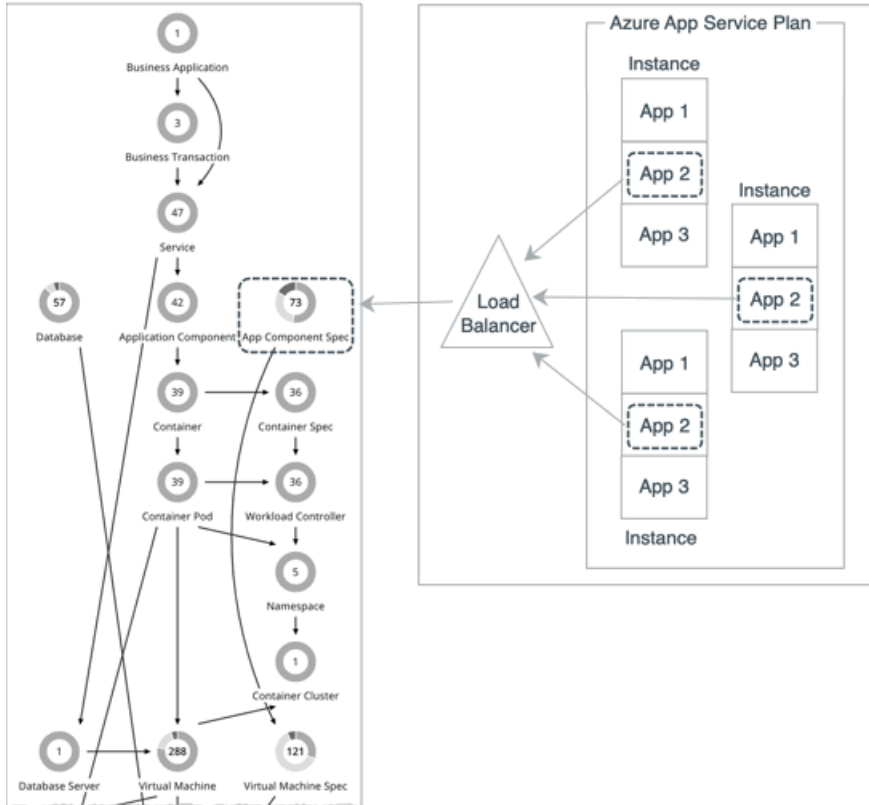 1
Business Application
3
Business Transaction
47
Service
57
Database
42
Application Component
73
App Component Spec
39
Container
36
Container Spec
39
Container Pod
36
Workload Controller
5
Namespace
1
Container Cluster
1
Database Server
288
Virtual Machine
121
Virtual Machine Spec
Azure App Service Plan
Instance
App 1
App 2
App 3
Instance
App 1
App 2
App 3
Load
Balancer
App 1
App 2
App 3
Instance